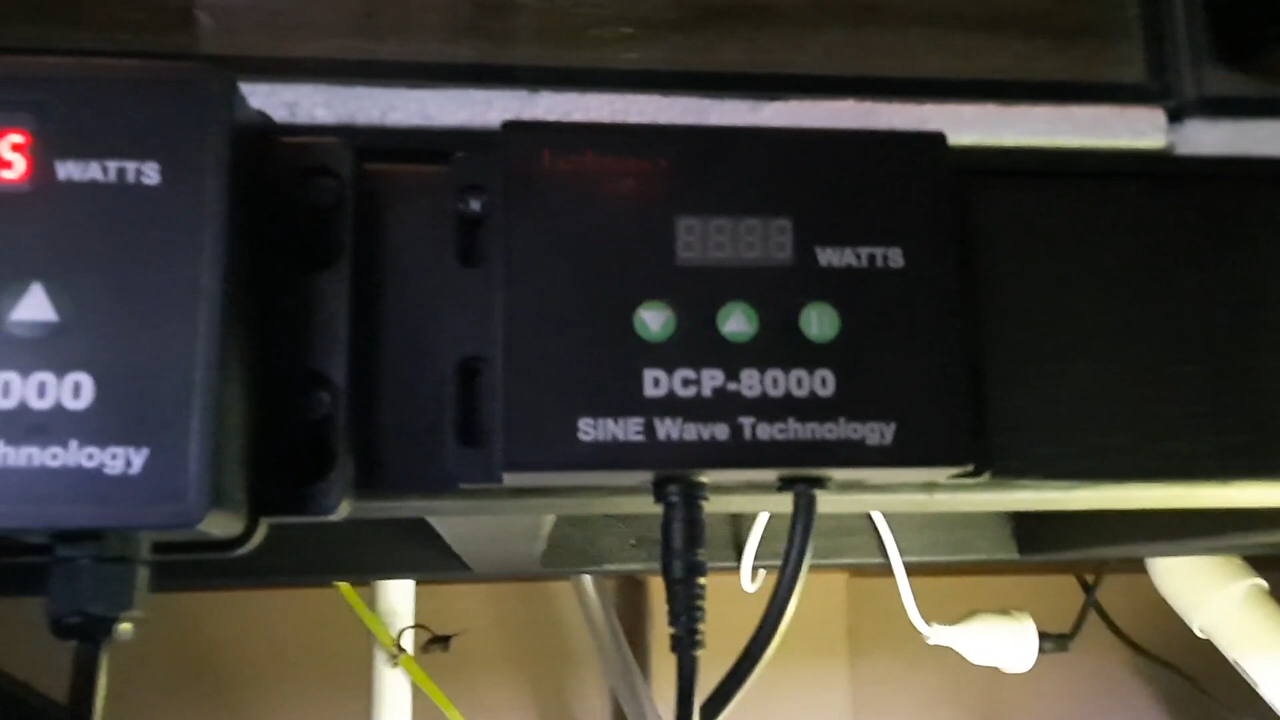 S WATTS
000
hnology
WATTS
DCP-8000
SINE Wave Technology